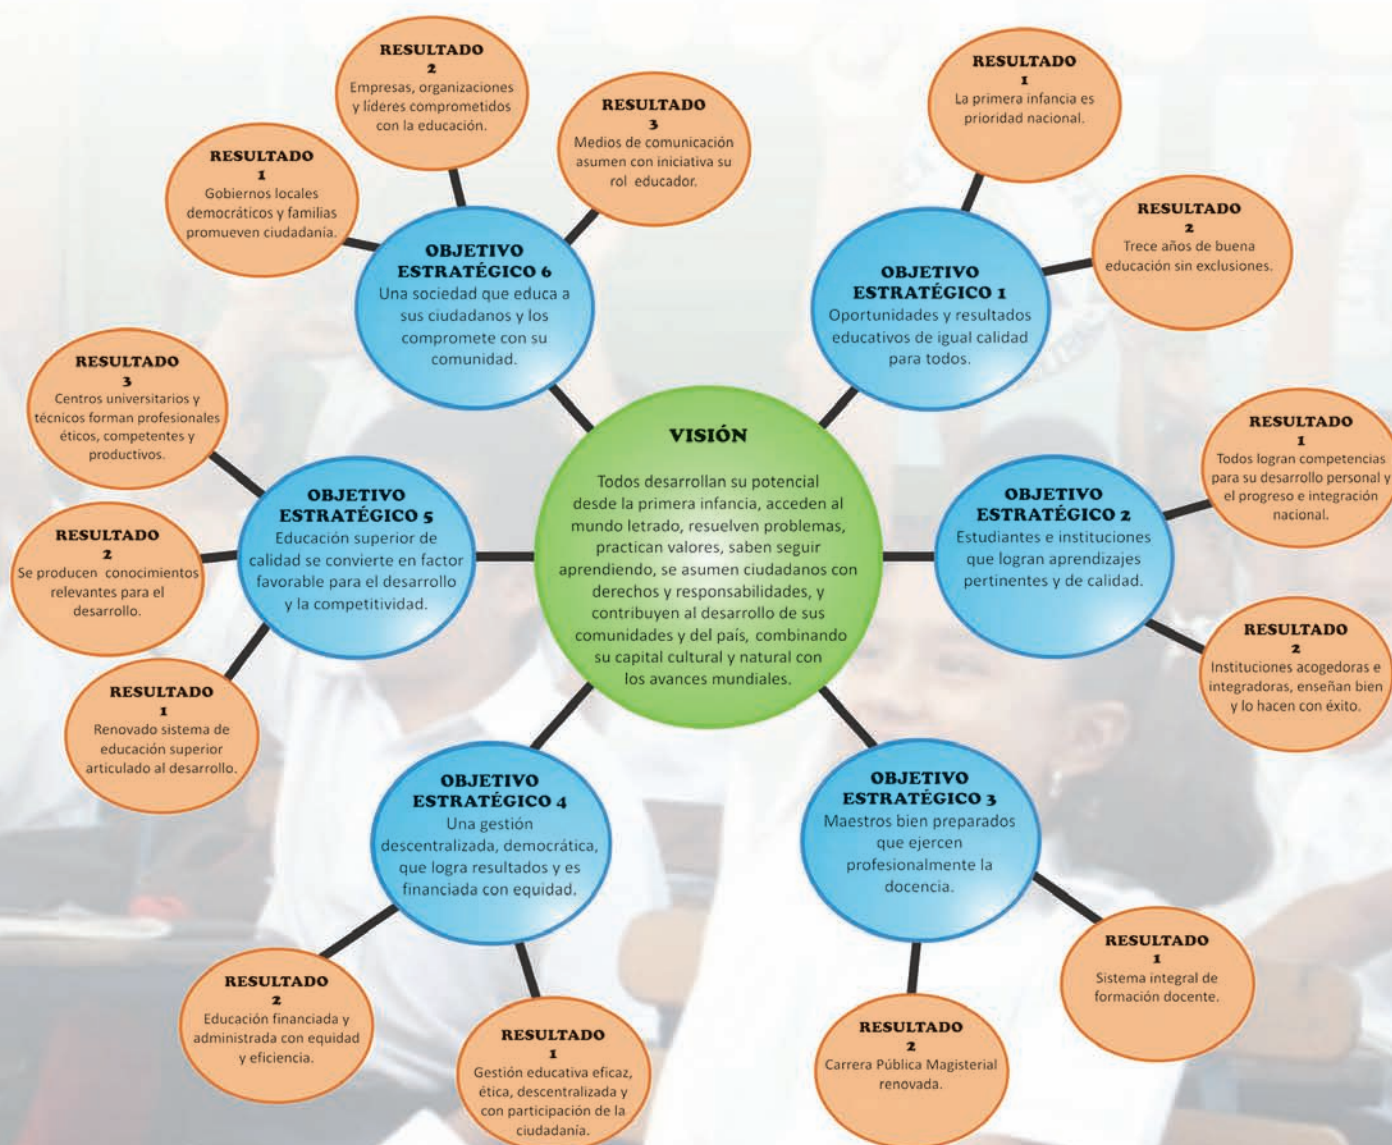 VISIÓN
Todos desarrollan su potencial
desde la primera infancia, acceden al
mundo letrado, resuelven problemas,
practican valores, saben seguir
aprendiendo, se asumen ciudadanos con
derechos y responsabilidades, y
contribuyen al desarrollo de sus
comunidades y del país, combinando
su capital cultural y natural con
los avances mundiales.
OBJETIVO
ESTRATÉGICO 1
Oportunidades y resultados
educativos de igual calidad
para todos.
RESULTADO
1
La primera infancia es
prioridad nacional.
RESULTADO
2
Trece años de buena
educación sin exclusiones.
OBJETIVO
ESTRATÉGICO 2
Estudiantes e instituciones
que logran aprendizajes
pertinentes y de calidad.
RESULTADO
1
Todos logran competencias
para su desarrollo personal y
el progreso e integración
nacional.
RESULTADO
2
Instituciones acogedoras e
integradoras, enseñan bien
y lo hacen con éxito.
OBJETIVO
ESTRATÉGICO 3
Maestros bien preparados
que ejercen
profesionalmente la
docencia.
RESULTADO
1
Sistema integral de
formación docente.
RESULTADO
2
Carrera Pública Magisterial
renovada.
OBJETIVO
ESTRATÉGICO 4
Una gestión
descentralizada, democrática,
que logra resultados y es
financiada con equidad.
RESULTADO
1
Gestión educativa eficaz,
ética, descentralizada y
con participación de la
ciudadanía.
RESULTADO
2
Educación financiada y
administrada con equidad
y eficiencia.
OBJETIVO
ESTRATÉGICO 5
Educación superior de
calidad se convierte en factor
favorable para el desarrollo
y la competitividad.
RESULTADO
1
Renovado sistema de
educación superior
articulado al desarrollo.
RESULTADO
2
Se producen conocimientos
relevantes para el
desarrollo.
RESULTADO
3
Centros universitarios y
técnicos forman profesionales
éticos, competentes y
productivos.
OBJETIVO
ESTRATÉGICO 6
Una sociedad que educa a
sus ciudadanos y los
compromete con su
comunidad.
RESULTADO
1
Gobiernos locales
democráticos y familias
promueven ciudadanía.
RESULTADO
2
Empresas, organizaciones
y líderes comprometidos
con la educación.
RESULTADO
3
Medios de comunicación
asumen con iniciativa su
rol educador.